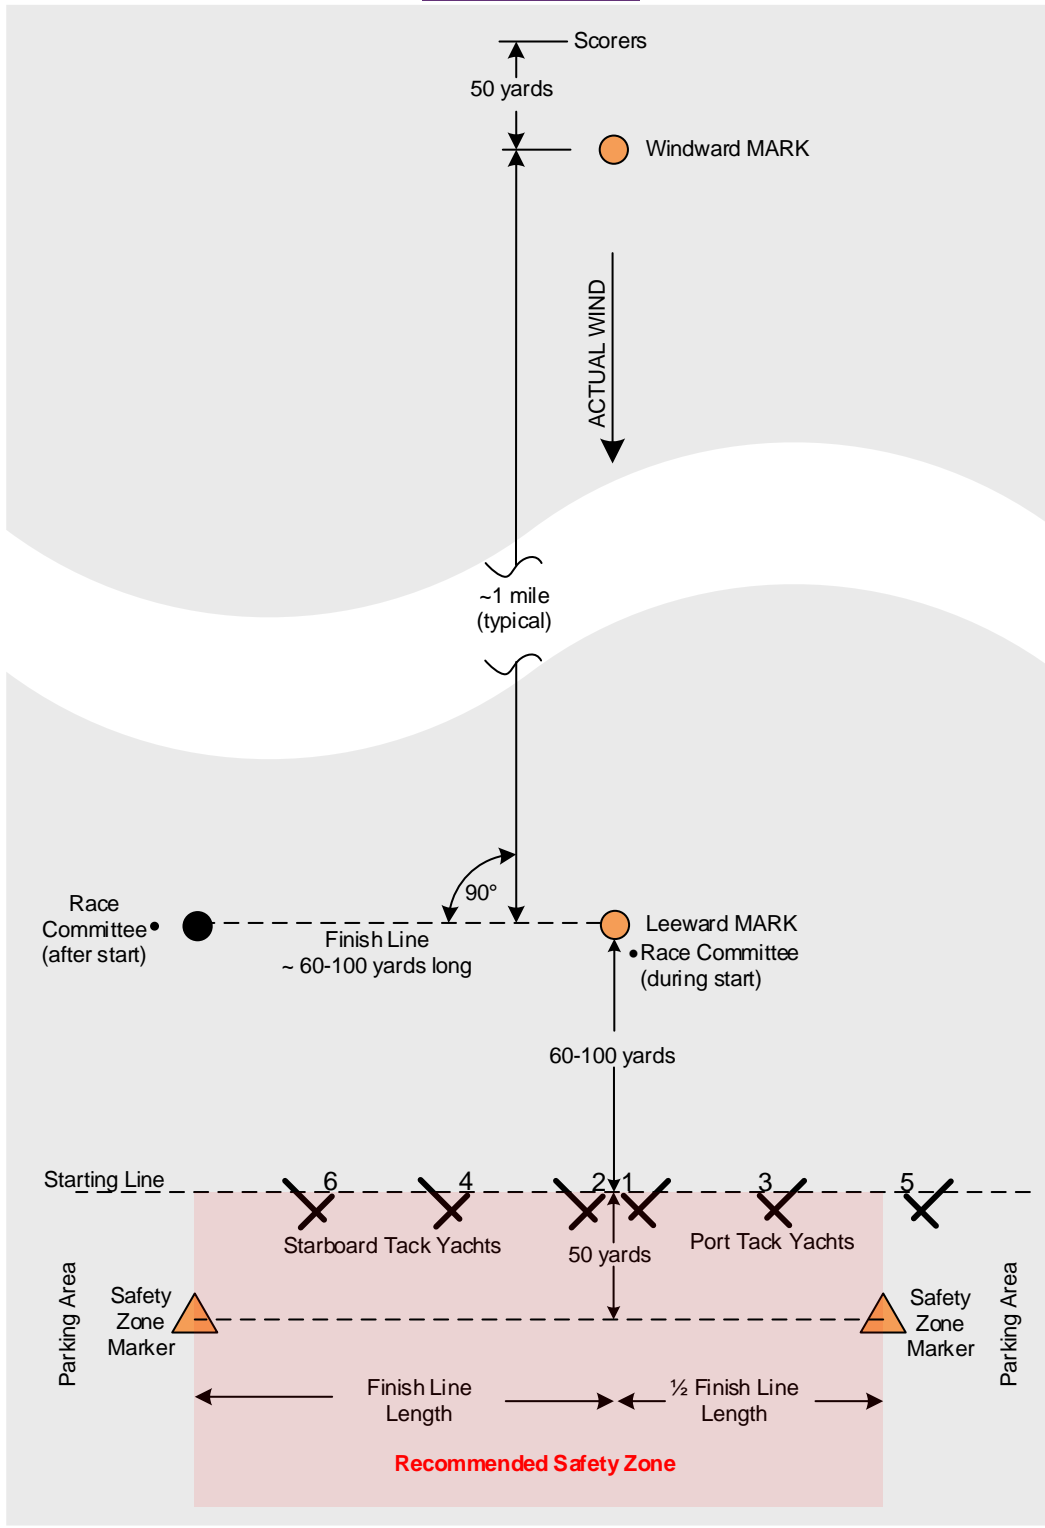 Scorers
50 yards
Windward MARK
ACTUAL WIND
~1 mile
(typical)
90°
Race
Committee
(after start)
Finish Line
~ 60-100 yards long
Leeward MARK
Race Committee
(during start)
60-100 yards
Starting Line
6
4
2
1
3
5
Starboard Tack Yachts
50 yards
Port Tack Yachts
Parking Area
Safety
Zone
Marker
Safety
Zone
Marker
Parking Area
Finish Line
Length
½ Finish Line
Length
Recommended Safety Zone